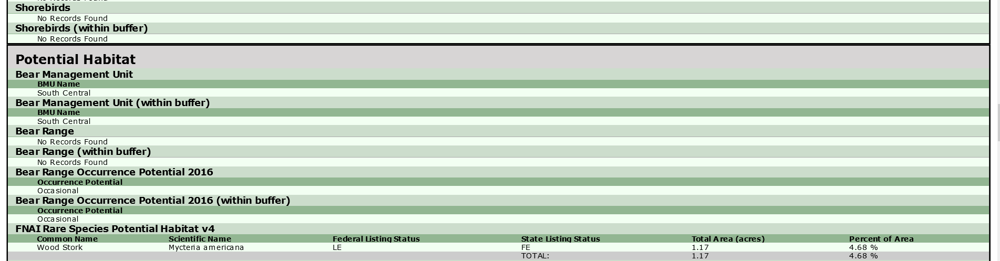 No Records Found
Shorebirds
No Records Found
Shorebirds (within buffer)
No Records Found
Potential Habitat
Bear Management Unit
BMU Name
South Central
Bear Management Unit (within buffer)
BMU Name
South Central
Bear Range
No Records Found
Bear Range (within buffer)
No Records Found
Bear Range Occurrence Potential 2016
Occurrence Potential
Occasional
Bear Range Occurrence Potential 2016 (within buffer)
Occurrence Potential
Occasional
FNAI Rare Species Potential Habitat v4
Common Name Scientific Name Federal Listing Status State Listing Status Total Area (acres) Percent of Area
Wood Stork Mycteria americana LE FE 1.17 4.68 %
TOTAL: 1.17 4.68 %